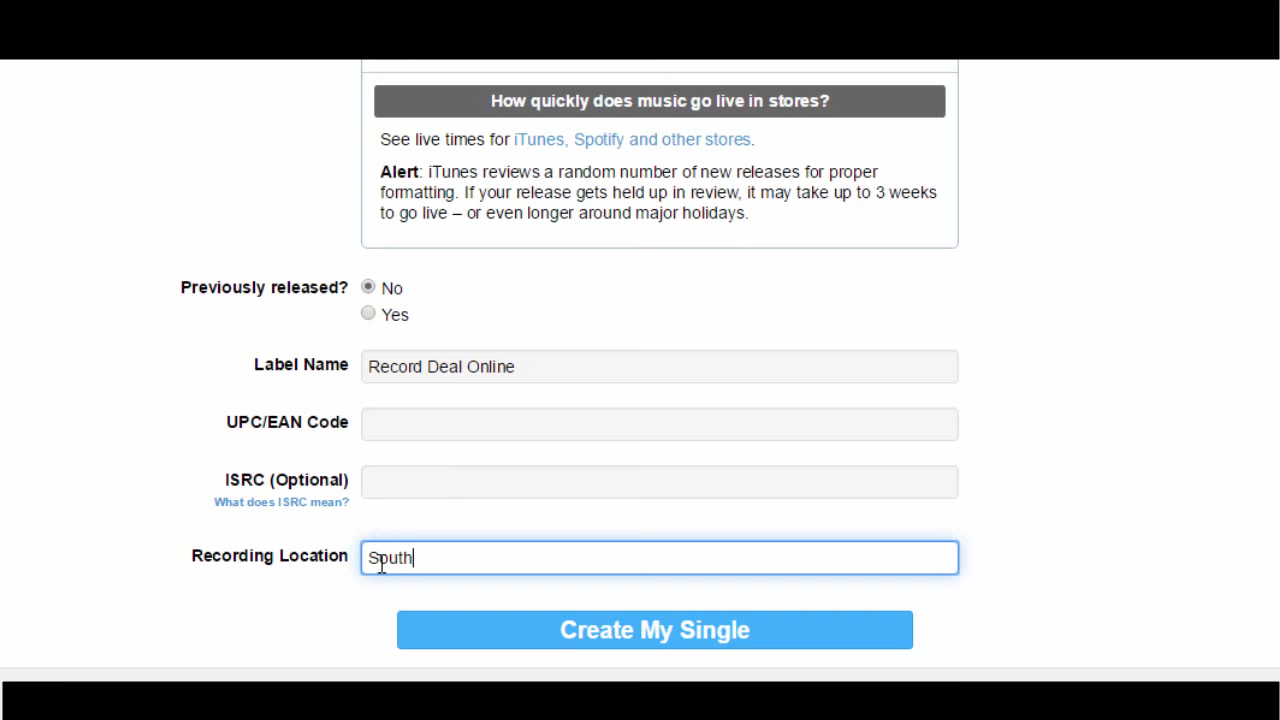 How quickly does music go live in stores?
See live times for iTunes, Spotify and other stores.
Alert: iTunes reviews a random number of new releases for proper
formatting. If your release gets held up in review, it may take up to 3 weeks
to go live – or even longer around major holidays.
Previously released?
No
Yes
Label Name
Record Deal Online
UPC/EAN Code
ISRC (Optional)
What does ISRC mean?
Recording Location
South
Create My Single